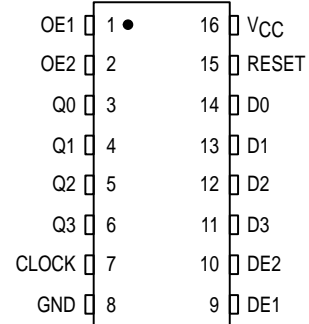 OE1 1 16 VCC
OE2 2 15 RESET
Q0 3 14 D0
Q1 4 13 D1
Q2 5 12 D2
Q3 6 11 D3
CLOCK 7 10 DE2
GND 8 9 DE1